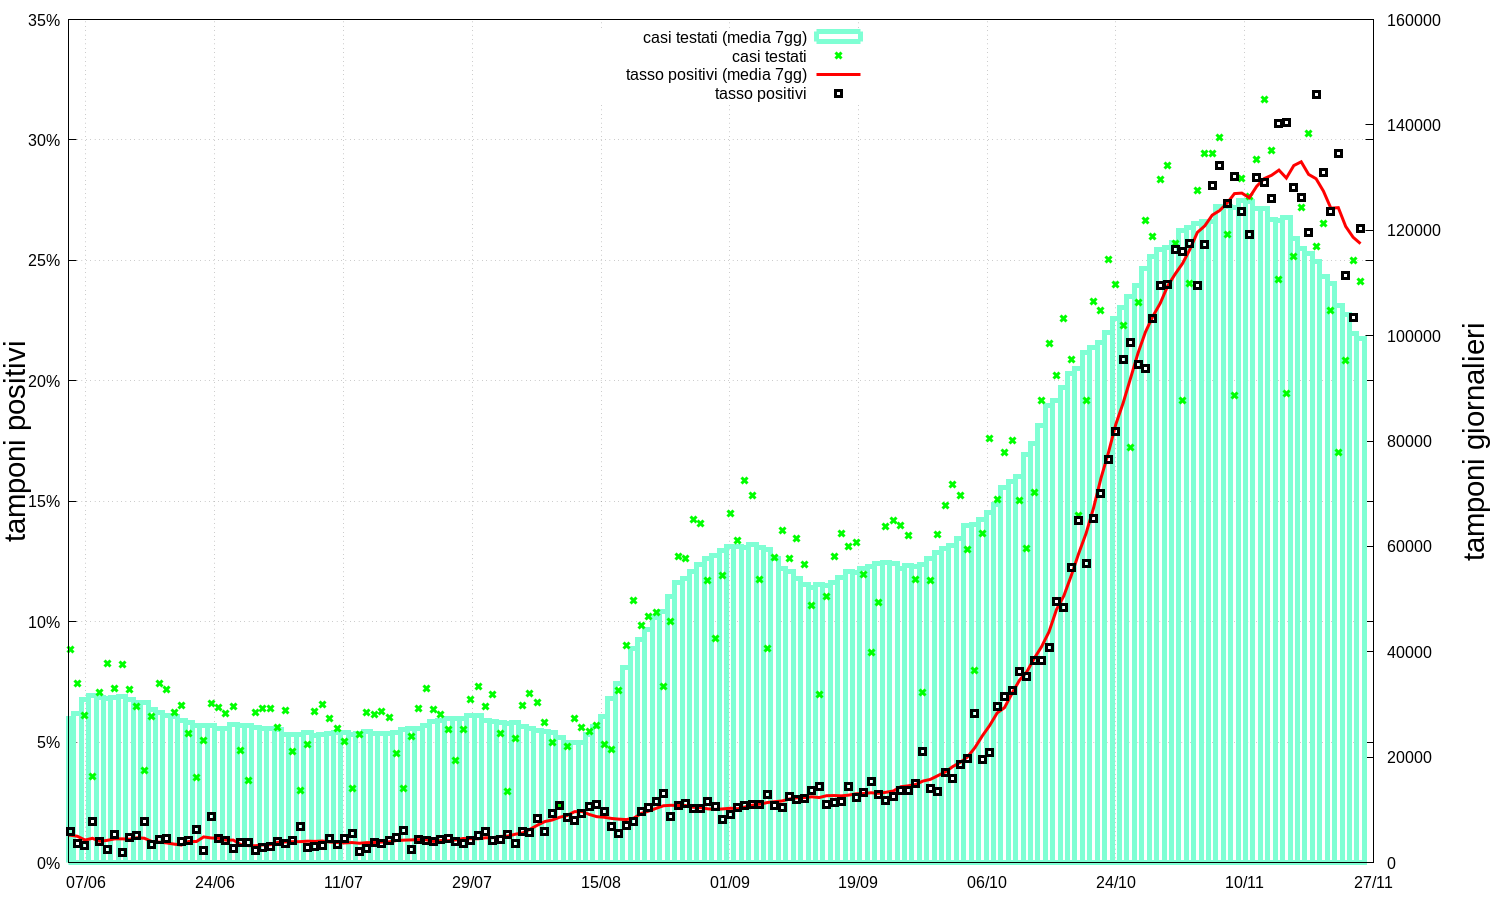 casi testati (media 7gg)
casi testati
tasso positivi (media 7gg)
tasso positivi
tamponi positivi
35%
30%
25%
20%
15%
10%
5%
0%
160000
140000
120000
100000
80000
60000
40000
20000
0
tamponi giornalieri
07/06 24/06 11/07 29/07 15/08 01/09 19/09 06/10 24/10 10/11 27/11